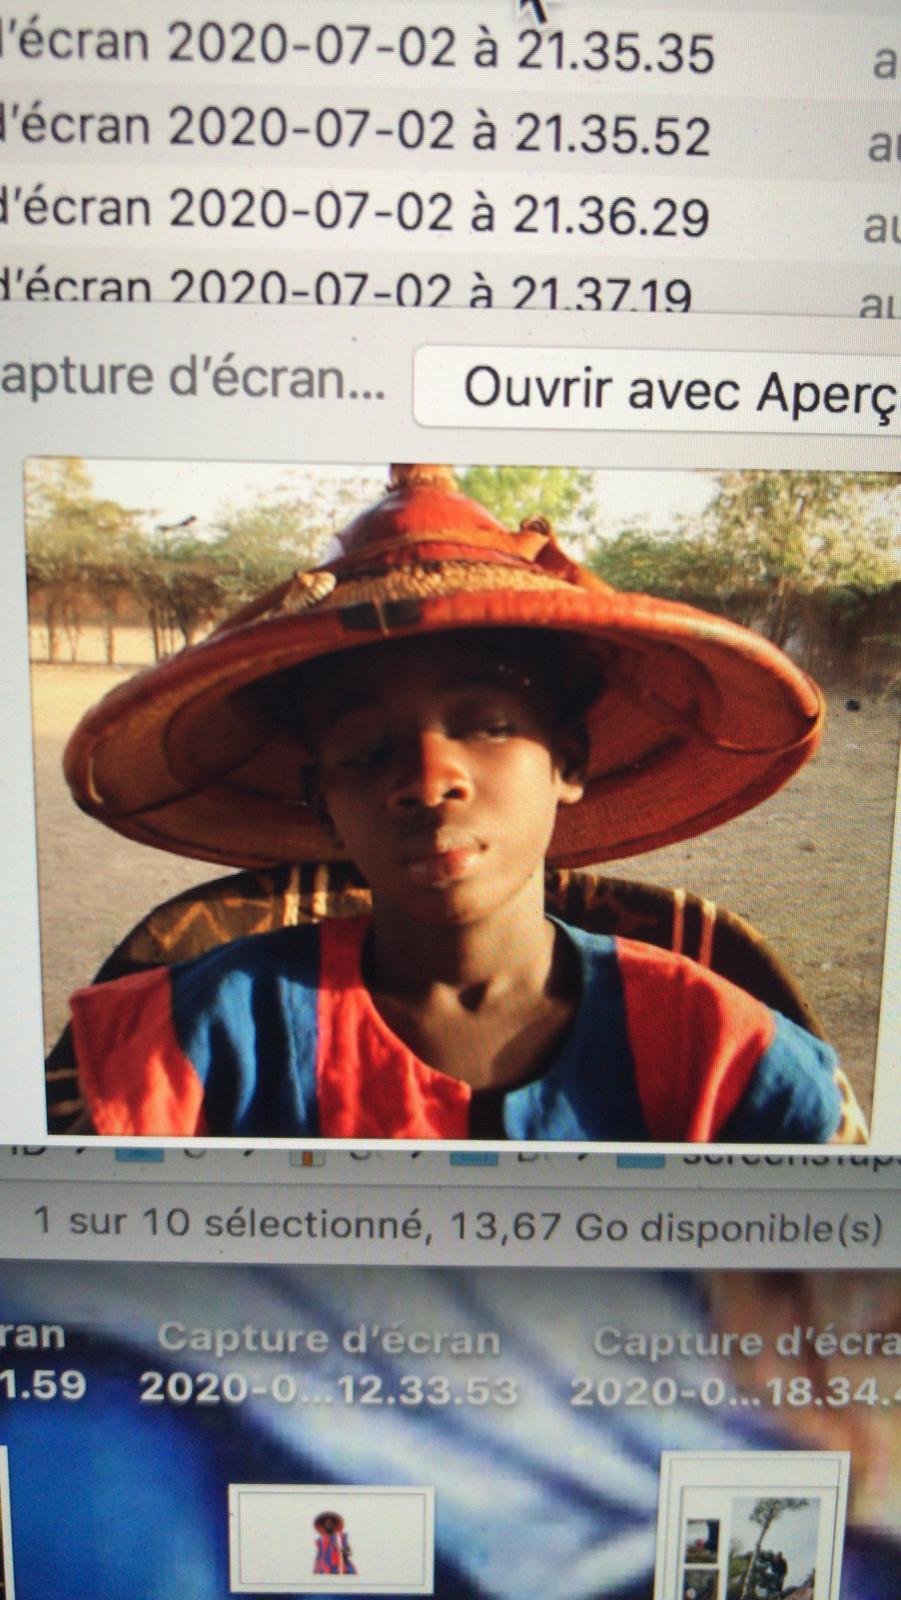 d'écran 2020-07-02 à 21.35.35
d'écran 2020-07-02 à 21.35.52
d'écran 2020-07-02 à 21.36.29
d'écran 2020-07-02 à 21.37.19
apture d'écran...
Ouvrir avec Aperç
1 sur 10 sélectionné, 13,67 Go disponible(s)
ran Capture d'écran Capture d'écra
1.59 2020-0...12.33.53 2020-0...18.34.4